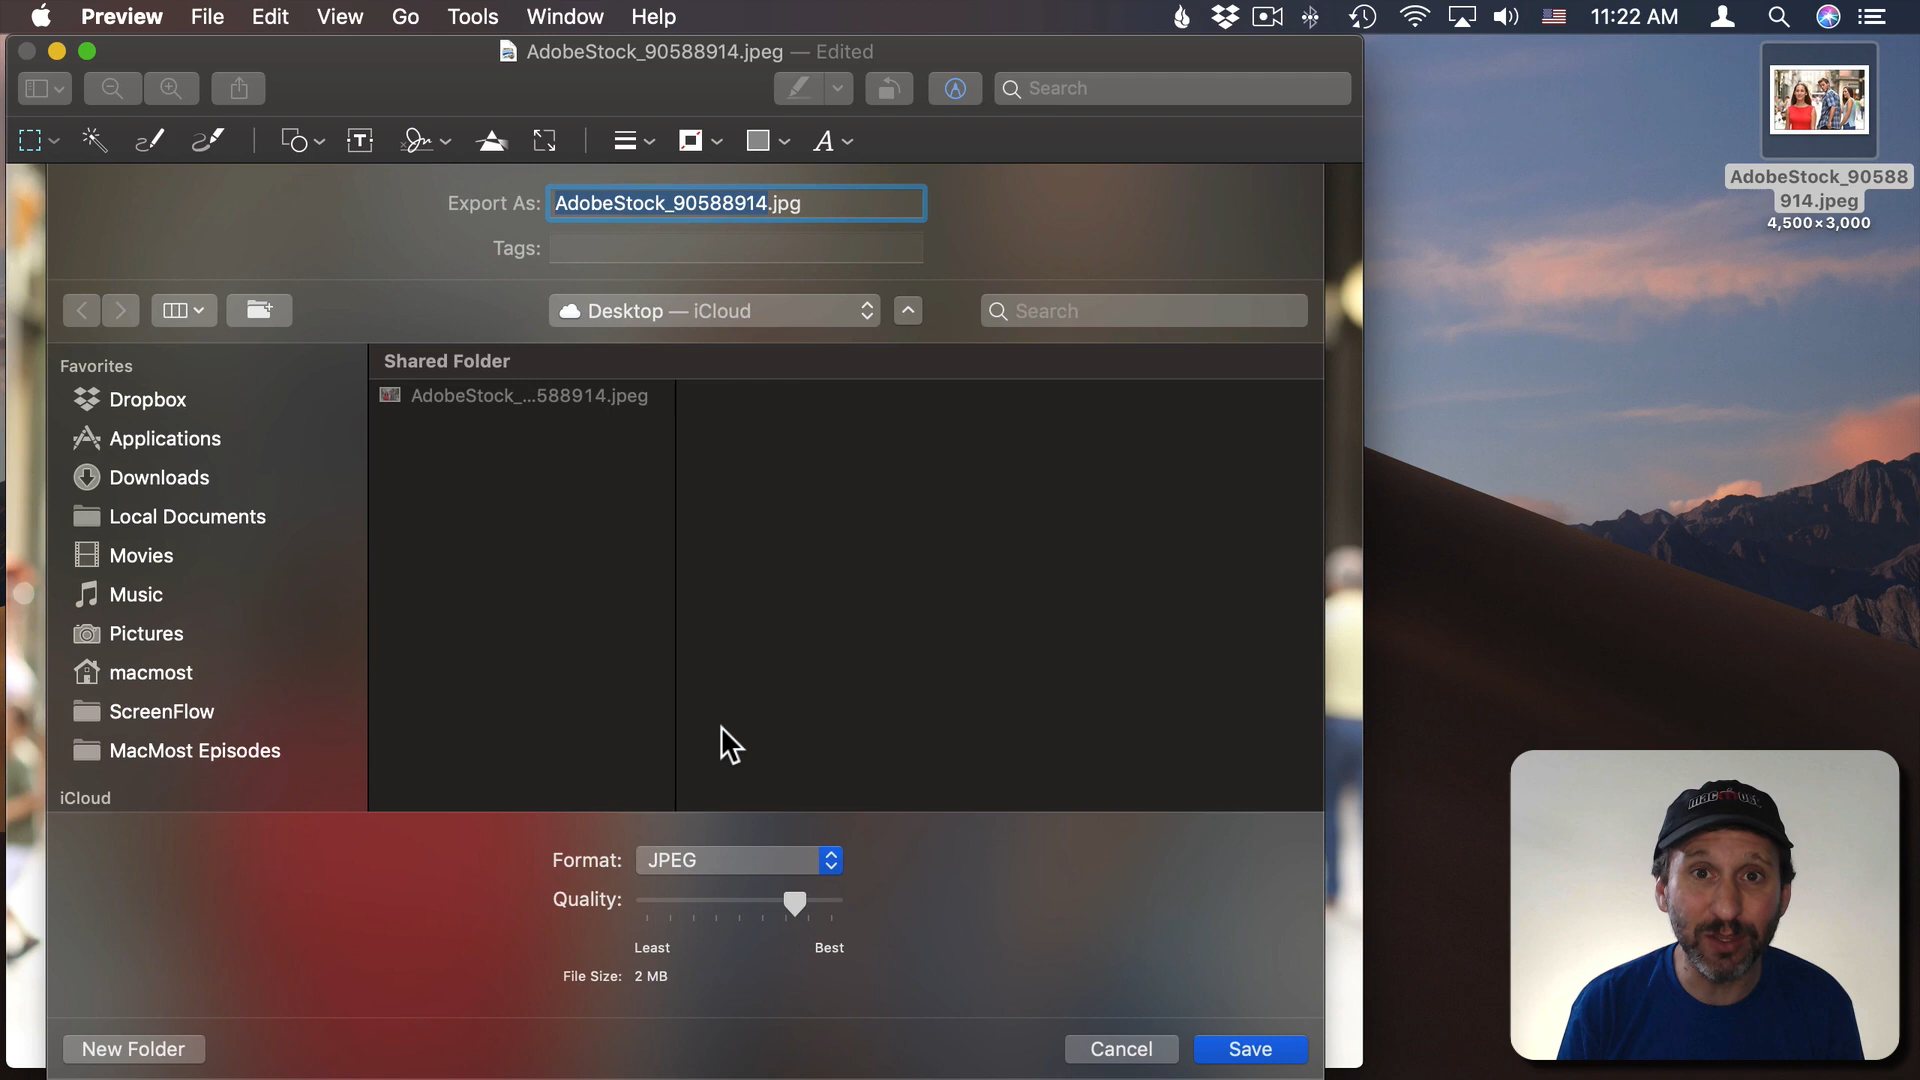 Preview File Edit View Go Tools Window Help 11:22 AM
AdobeStock_90588914.jpeg — Edited
Search
T A
Export As: AdobeStock_90588914.jpg
Tags:
Desktop — iCloud
Search
Favorites
Dropbox
Applications
Downloads
Local Documents
Movies
Music
Pictures
macmost
ScreenFlow
MacMost Episodes
iCloud
Shared Folder
AdobeStock_...588914.jpeg
Format: JPEG
Quality:
Least Best
File Size: 2 MB
New Folder Cancel Save
AdobeStock_90588
914.jpeg
4,500×3,000
macmost